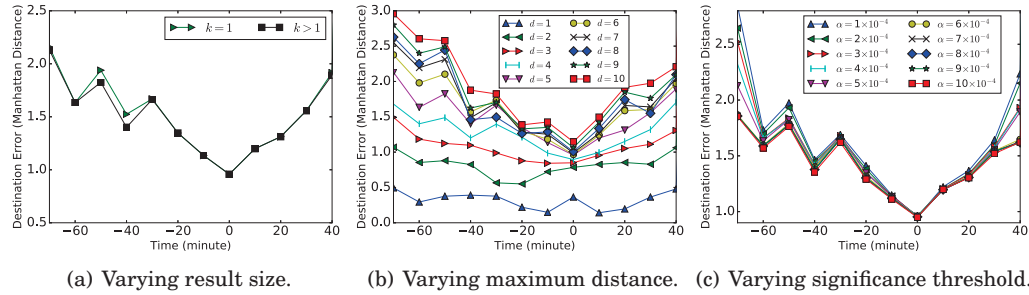 Destination Error (Manhattan Distance)
2.5
2.0
1.5
1.0
0.5
k=1
k>1
−60 −40 −20 0 20 40
Time (minute)
(a) Varying result size.
Destination Error (Manhattan Distance)
3.0
2.5
2.0
1.5
1.0
0.5
0.0
d=1 d=6
d=2 d=7
d=3 d=8
d=4 d=9
d=5 d=10
−60 −40 −20 0 20 40
Time (minute)
(b) Varying maximum distance.
Destination Error (Manhattan Distance)
2.5
2.0
1.5
1.0
α=1×10⁻⁴ α=6×10⁻⁴
α=2×10⁻⁴ α=7×10⁻⁴
α=3×10⁻⁴ α=8×10⁻⁴
α=4×10⁻⁴ α=9×10⁻⁴
α=5×10⁻⁴ α=10×10⁻⁴
−60 −40 −20 0 20 40
Time (minute)
(c) Varying significance threshold.